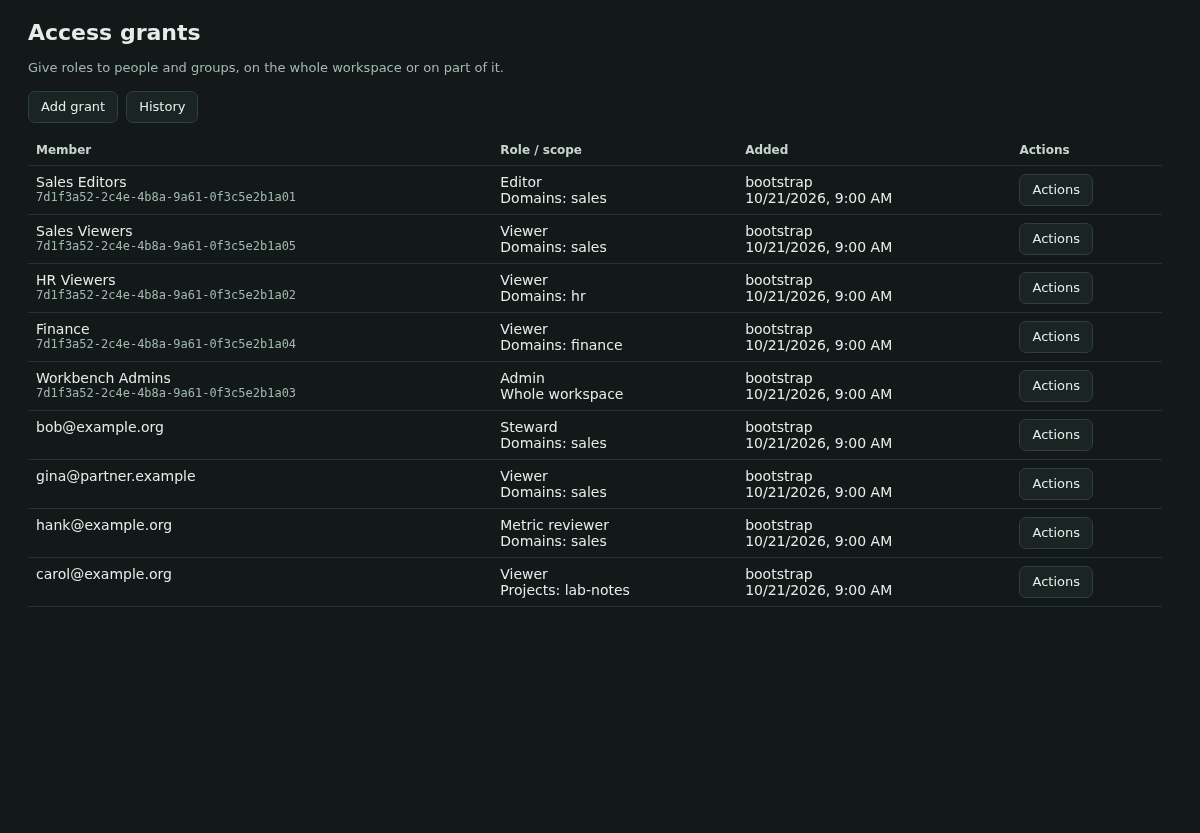 Access grants
Give roles to people and groups, on the whole workspace or on part of it.
Add grant History
Member Role / scope Added Actions
Sales Editors Editor bootstrap Actions
7d1f3a52-2c4e-4b8a-9a61-0f3c5e2b1a01 Domains: sales 10/21/2026, 9:00 AM
Sales Viewers Viewer bootstrap Actions
7d1f3a52-2c4e-4b8a-9a61-0f3c5e2b1a05 Domains: sales 10/21/2026, 9:00 AM
HR Viewers Viewer bootstrap Actions
7d1f3a52-2c4e-4b8a-9a61-0f3c5e2b1a02 Domains: hr 10/21/2026, 9:00 AM
Finance Viewer bootstrap Actions
7d1f3a52-2c4e-4b8a-9a61-0f3c5e2b1a04 Domains: finance 10/21/2026, 9:00 AM
Workbench Admins Admin bootstrap Actions
7d1f3a52-2c4e-4b8a-9a61-0f3c5e2b1a03 Whole workspace 10/21/2026, 9:00 AM
bob@example.org Steward bootstrap Actions
Domains: sales 10/21/2026, 9:00 AM
gina@partner.example Viewer bootstrap Actions
Domains: sales 10/21/2026, 9:00 AM
hank@example.org Metric reviewer bootstrap Actions
Domains: sales 10/21/2026, 9:00 AM
carol@example.org Viewer bootstrap Actions
Projects: lab-notes 10/21/2026, 9:00 AM